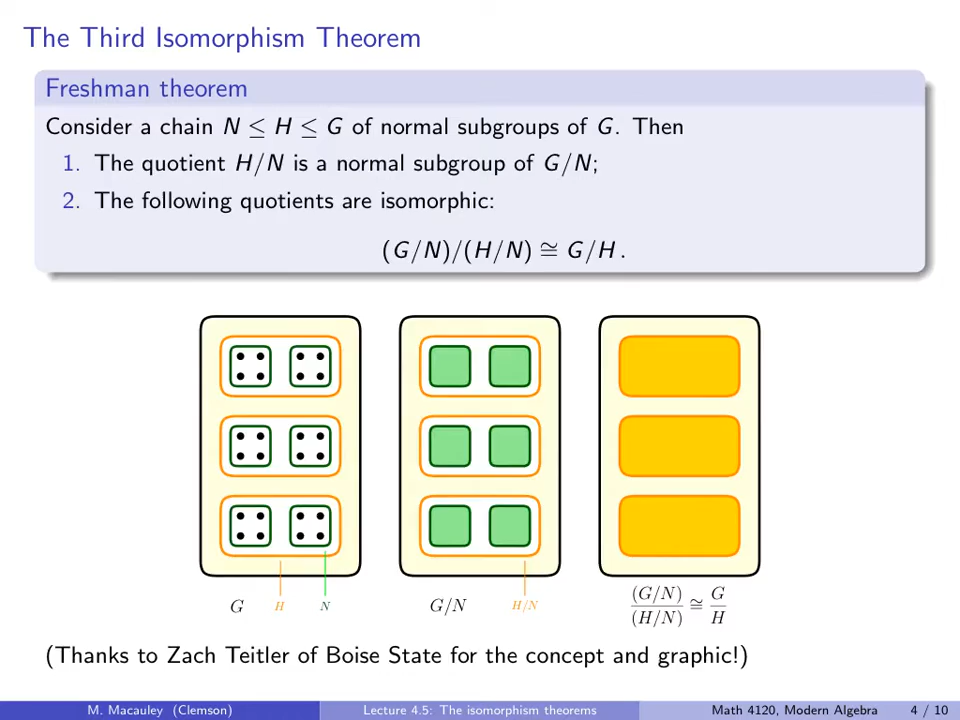 The Third Isomorphism Theorem
Freshman theorem
Consider a chain N ≤ H ≤ G of normal subgroups of G. Then
1. The quotient H/N is a normal subgroup of G/N;
2. The following quotients are isomorphic:
(G/N)/(H/N) ≅ G/H .
G H N G/N H/N (G/N)/(H/N) ≅ G/H
(Thanks to Zach Teitler of Boise State for the concept and graphic!)
M. Macauley (Clemson) Lecture 4.5: The isomorphism theorems Math 4120, Modern Algebra 4 / 10